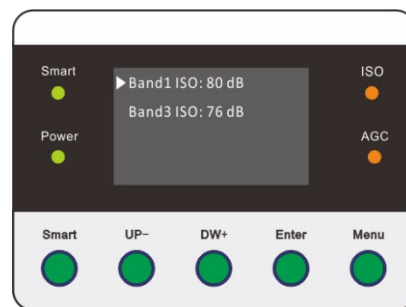 Smart
ISO
Band1 ISO: 80 dB
Band3 ISO: 76 dB
Power
AGC
Smart
UP−
DW+
Enter
Menu